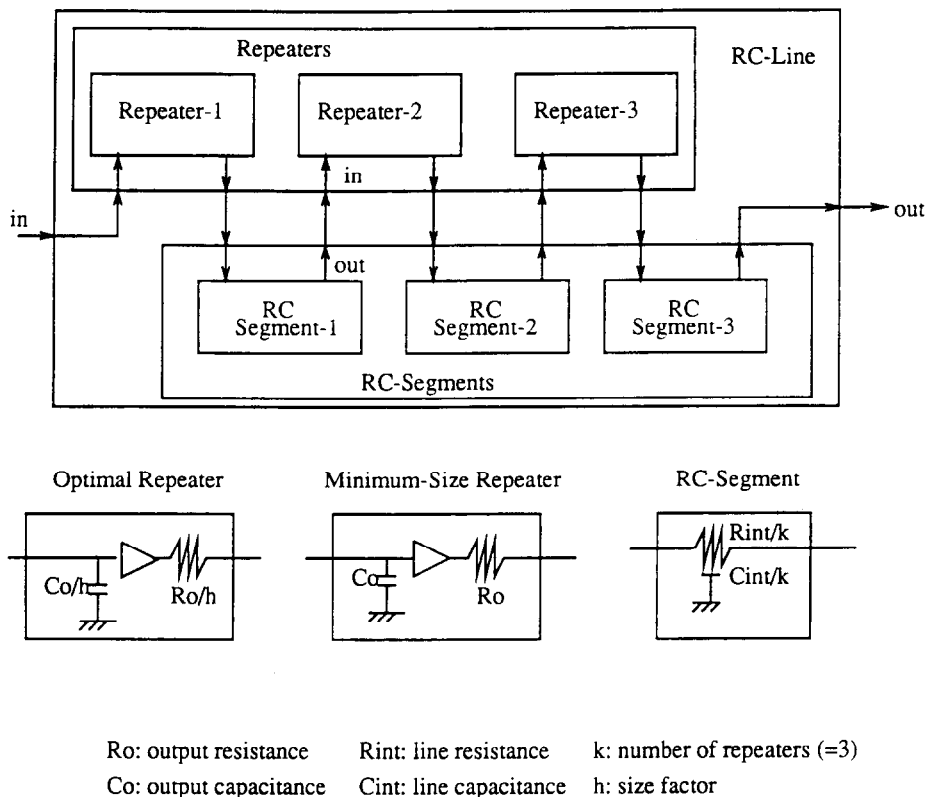 Repeaters
RC-Line
Repeater-1
Repeater-2
Repeater-3
in
in
out
out
RC
Segment-1
RC
Segment-2
RC
Segment-3
RC-Segments
Optimal Repeater
Minimum-Size Repeater
RC-Segment
Co/h
Ro/h
Co
Ro
Rint/k
Cint/k
Ro: output resistance Rint: line resistance k: number of repeaters (=3)
Co: output capacitance Cint: line capacitance h: size factor